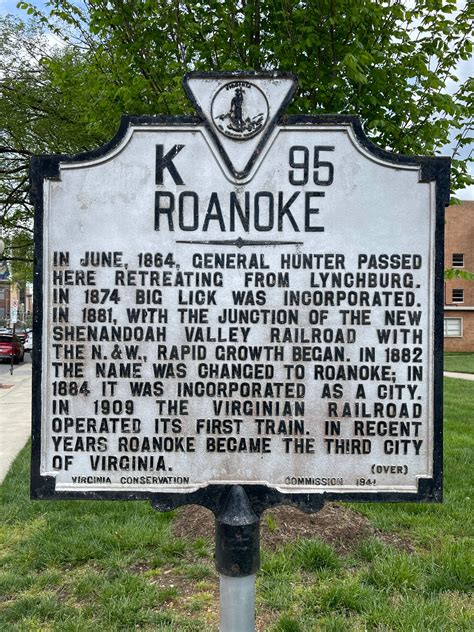 VIRGINIA
K 95
ROANOKE
IN JUNE, 1864, GENERAL HUNTER PASSED
HERE RETREATING FROM LYNCHBURG.
IN 1874 BIG LICK WAS INCORPORATED.
IN 1881, WITH THE JUNCTION OF THE NEW
SHENANDOAH VALLEY RAILROAD WITH
THE N. & W., RAPID GROWTH BEGAN. IN 1882
THE NAME WAS CHANGED TO ROANOKE; IN
1884 IT WAS INCORPORATED AS A CITY.
IN 1909 THE VIRGINIAN RAILROAD
OPERATED ITS FIRST TRAIN. IN RECENT
YEARS ROANOKE BECAME THE THIRD CITY
OF VIRGINIA. (OVER)
VIRGINIA CONSERVATION COMMISSION 1941